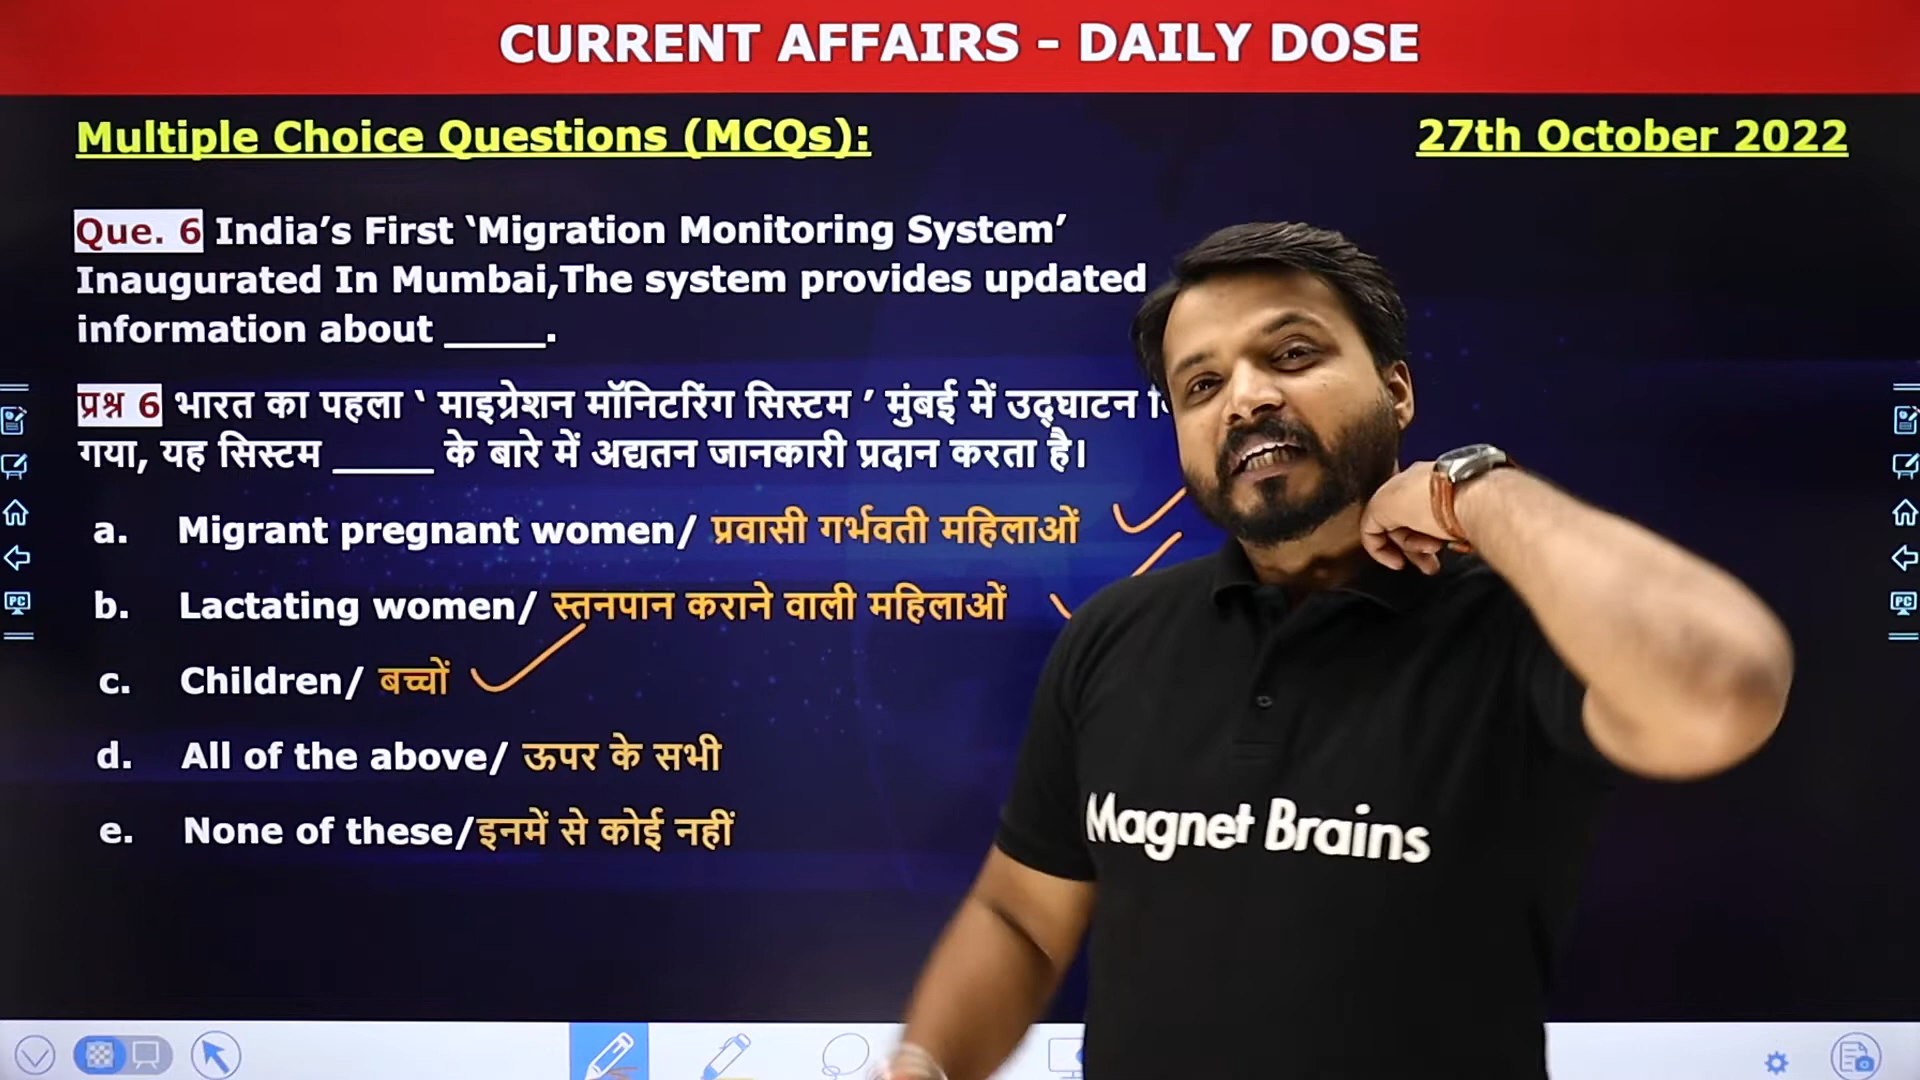 CURRENT AFFAIRS - DAILY DOSE
Multiple Choice Questions (MCQs):
27th October 2022
Que. 6 India’s First ‘Migration Monitoring System’
Inaugurated In Mumbai,The system provides updated
information about _____.
प्रश्न 6 भारत का पहला ‘ माइग्रेशन मॉनिटरिंग सिस्टम ’ मुंबई में उद्घाटन
गया, यह सिस्टम _____ के बारे में अद्यतन जानकारी प्रदान करता है।
a. Migrant pregnant women/ प्रवासी गर्भवती महिलाओं
b. Lactating women/ स्तनपान कराने वाली महिलाओं
c. Children/ बच्चों
d. All of the above/ ऊपर के सभी
e. None of these/इनमें से कोई नहीं
Magnet Brains
PC
PC